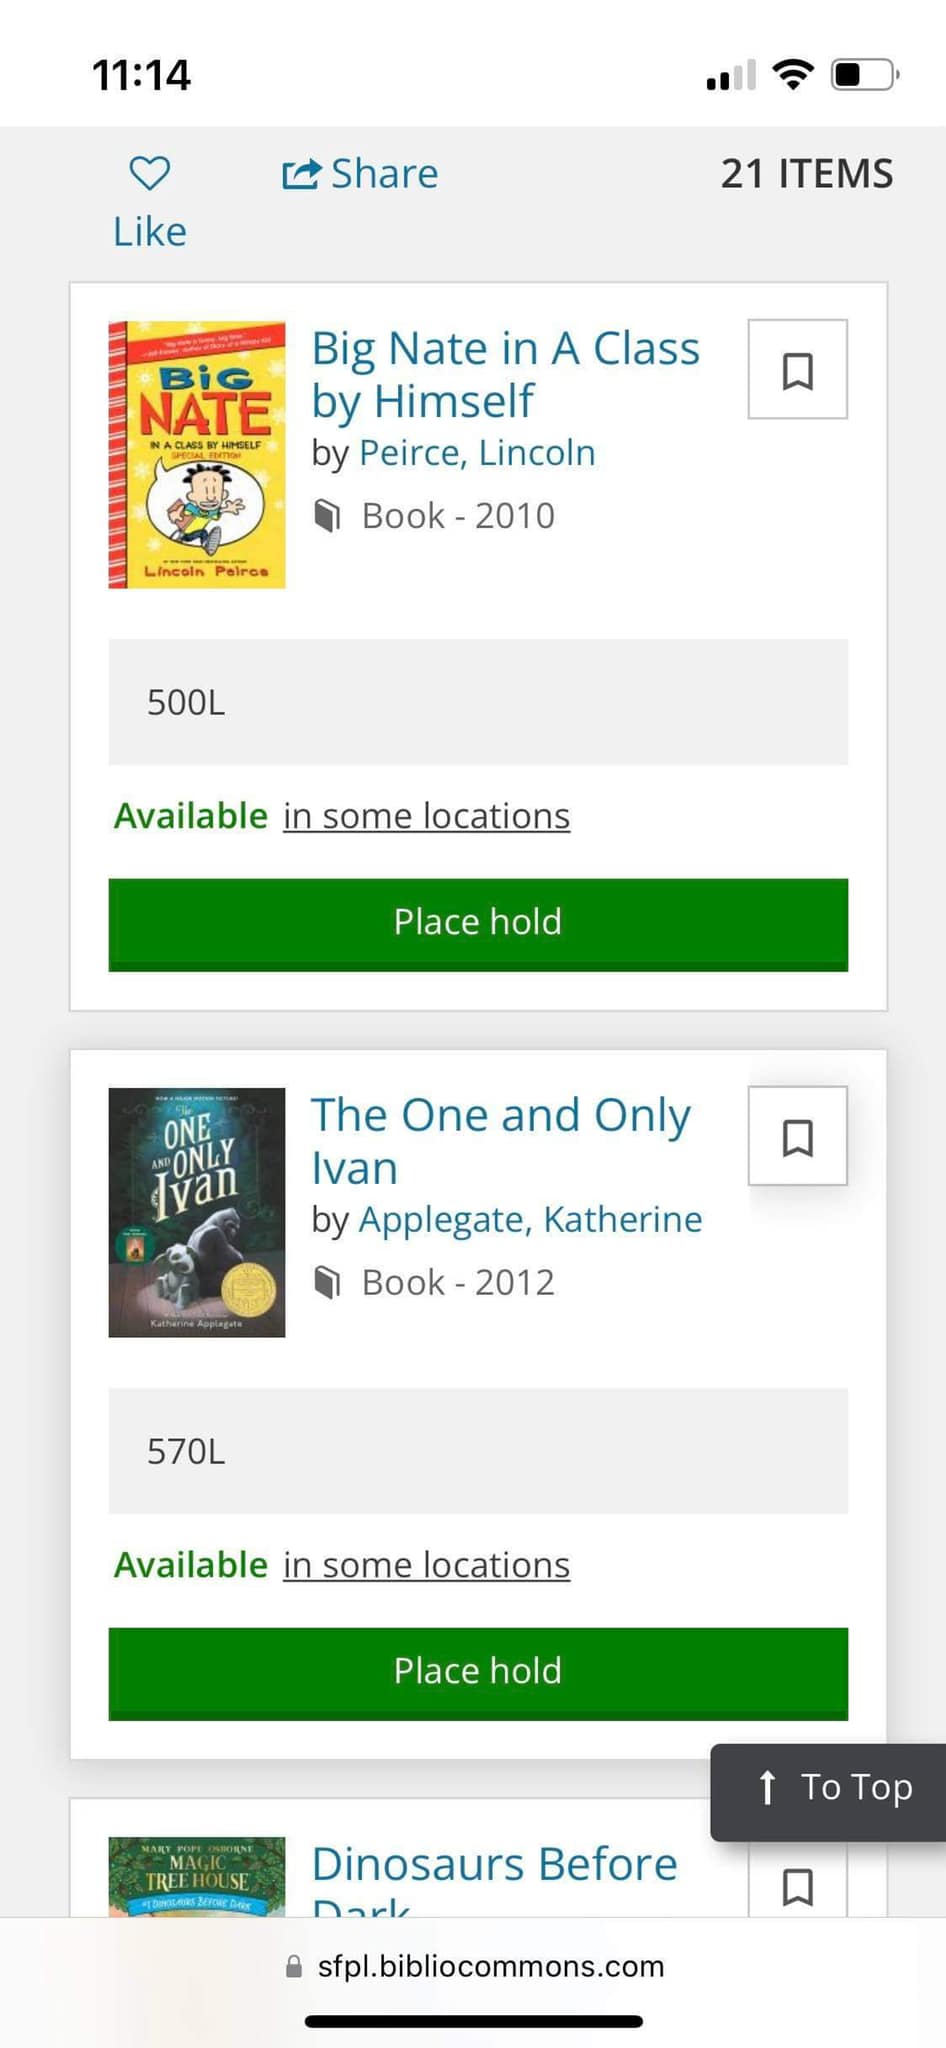 11:14
Like
Share
21 ITEMS
BiG
NATE
IN A CLASS BY HIMSELF
SPECIAL EDITION
Lincoln Peirce
Big Nate in A Class
by Himself
by Peirce, Lincoln
Book - 2010
500L
Available in some locations
Place hold
NOW A MAJOR MOTION PICTURE!
The
ONE
AND ONLY
Ivan
Katherine Applegate
The One and Only
Ivan
by Applegate, Katherine
Book - 2012
570L
Available in some locations
Place hold
To Top
MARY POPE OSBORNE
MAGIC
TREE HOUSE
#1 DINOSAURS BEFORE DARK
Dinosaurs Before
Dark
sfpl.bibliocommons.com